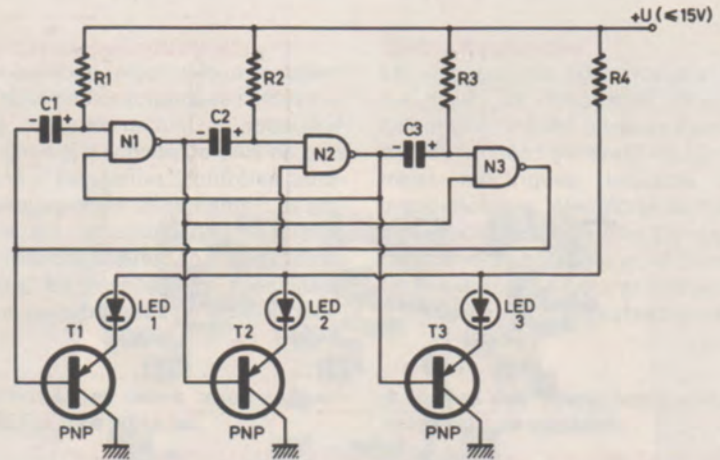 +U (≤15V)
R1
R2
R3
R4
C1
C2
C3
- +
- +
- +
N1
N2
N3
LED
1
LED
2
LED
3
T1
T2
T3
PNP
PNP
PNP